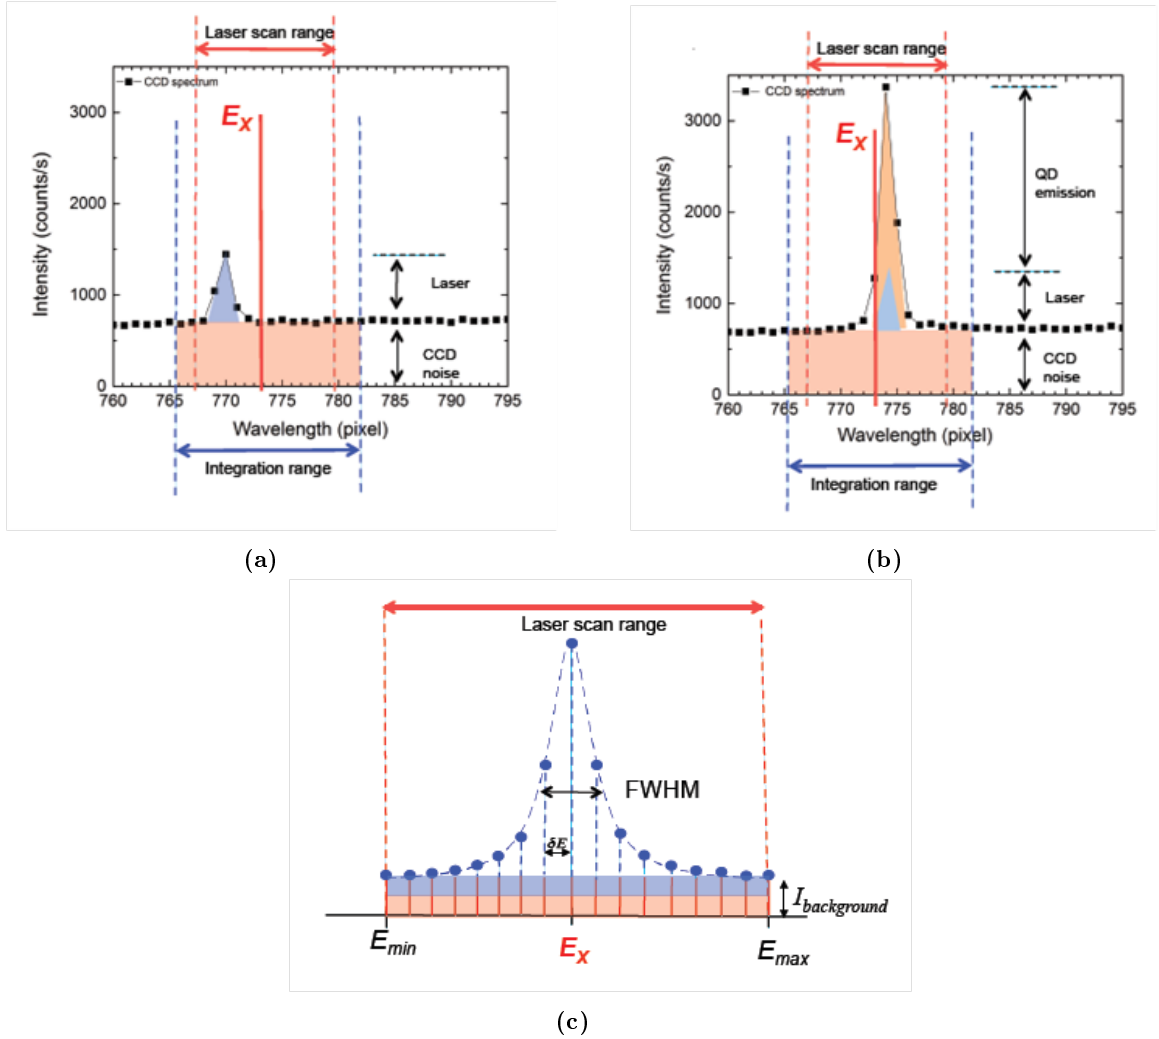 Laser scan range
CCD spectrum
E_X
Intensity (counts/s)
3000
2000
1000
0
Laser
CCD
noise
760 765 770 775 780 785 790 795
Wavelength (pixel)
Integration range
(a)
Laser scan range
CCD spectrum
E_X
Intensity (counts/s)
3000
2000
1000
0
QD
emission
Laser
CCD
noise
760 765 770 775 780 785 790 795
Wavelength (pixel)
Integration range
(b)
Laser scan range
FWHM
δE
I_background
E_min
E_X
E_max
(c)